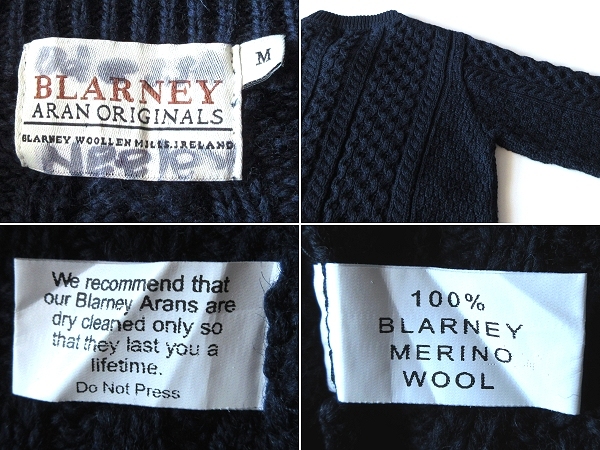 BLARNEY
ARAN ORIGINALS
BLARNEY WOOLLEN MILLS. IRELAND
M
We recommend that
our Blarney Arans are
dry cleaned only so
that they last you a
lifetime.
Do Not Press
100%
BLARNEY
MERINO
WOOL